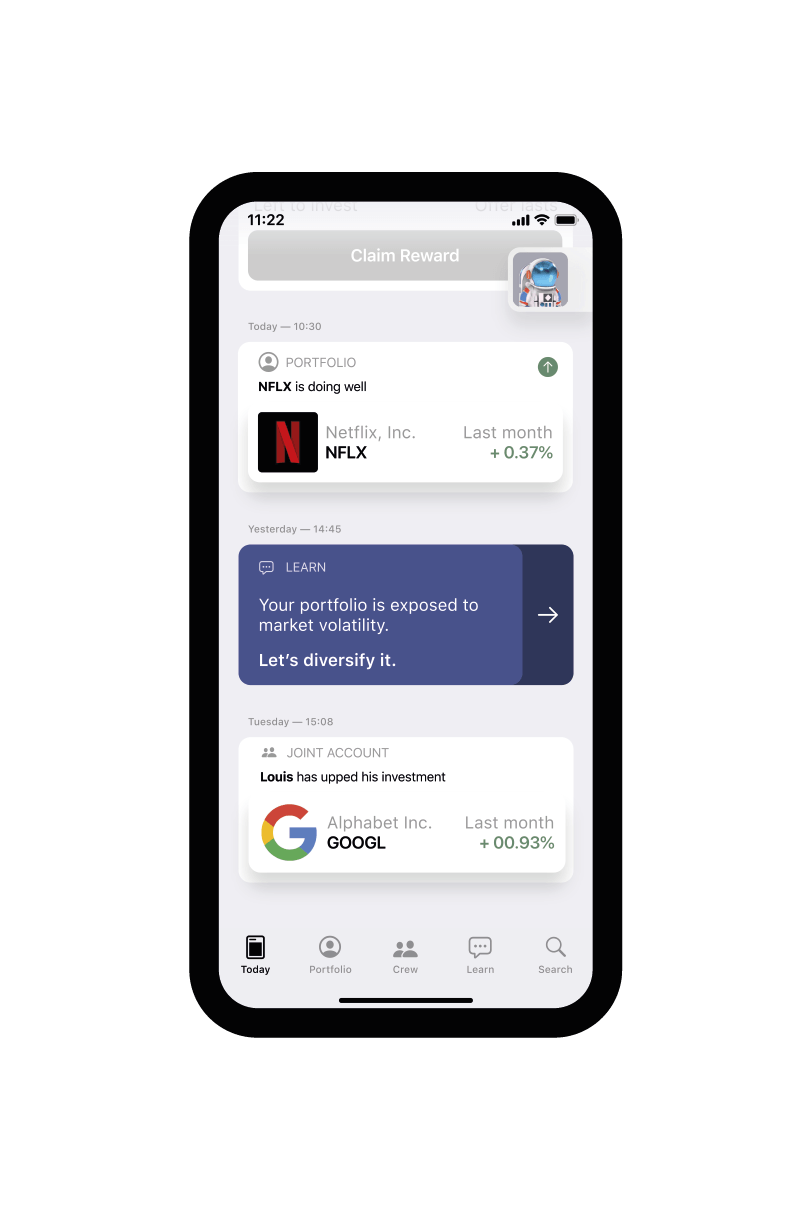 Left to invest Offer lasts
11:22
Claim Reward
Today — 10:30
PORTFOLIO
NFLX is doing well
N
Netflix, Inc. Last month
NFLX + 0.37%
Yesterday — 14:45
LEARN
Your portfolio is exposed to
market volatility.
Let’s diversify it.
Tuesday — 15:08
JOINT ACCOUNT
Louis has upped his investment
G
Alphabet Inc. Last month
GOOGL + 00.93%
Today Portfolio Crew Learn Search